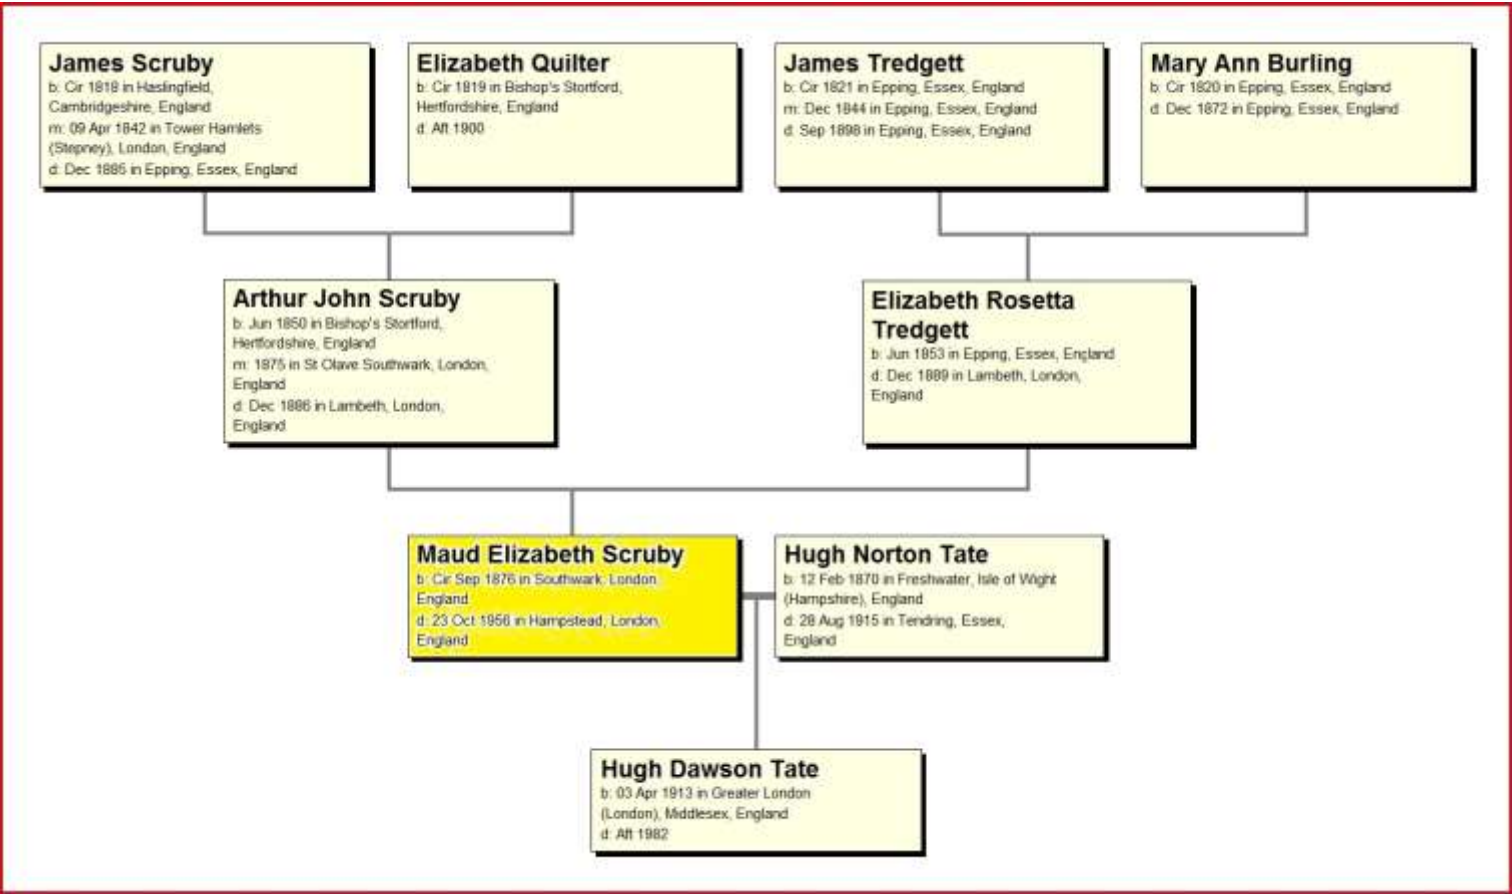 James Scruby
b: Cir 1818 in Haslingfield,
Cambridgeshire, England
m: 09 Apr 1842 in Tower Hamlets
(Stepney), London, England
d: Dec 1885 in Epping, Essex, England
Elizabeth Quilter
b: Cir 1819 in Bishop's Stortford,
Hertfordshire, England
d: Aft 1900
James Tredgett
b: Cir 1821 in Epping, Essex, England
m: Dec 1844 in Epping, Essex, England
d: Sep 1898 in Epping, Essex, England
Mary Ann Burling
b: Cir 1820 in Epping, Essex, England
d: Dec 1872 in Epping, Essex, England
Arthur John Scruby
b: Jun 1850 in Bishop's Stortford,
Hertfordshire, England
m: 1875 in St Olave Southwark, London,
England
d: Dec 1886 in Lambeth, London,
England
Elizabeth Rosetta
Tredgett
b: Jun 1853 in Epping, Essex, England
d: Dec 1889 in Lambeth, London,
England
Maud Elizabeth Scruby
b: Cir Sep 1876 in Southwark, London,
England
d: 23 Oct 1956 in Hampstead, London,
England
Hugh Norton Tate
b: 12 Feb 1870 in Freshwater, Isle of Wight
(Hampshire), England
d: 28 Aug 1915 in Tendring, Essex,
England
Hugh Dawson Tate
b: 03 Apr 1913 in Greater London
(London), Middlesex, England
d: Aft 1982